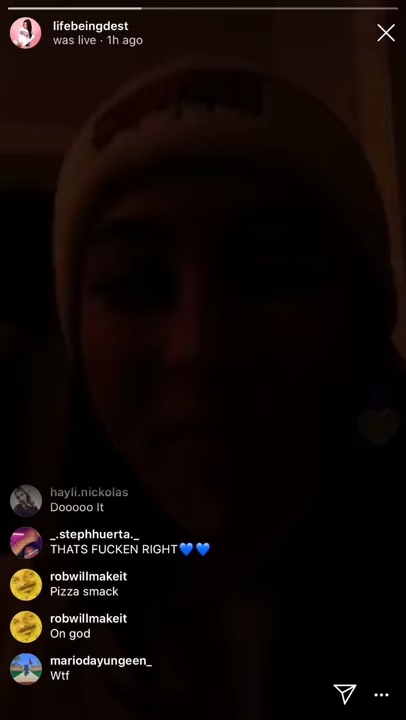 lifebeingdest
was live · 1h ago
hayli.nickolas
Dooooo It
_.stephhuerta._
THATS FUCKEN RIGHT💙💙
robwillmakeit
Pizza smack
robwillmakeit
On god
mariodayungeen_
Wtf